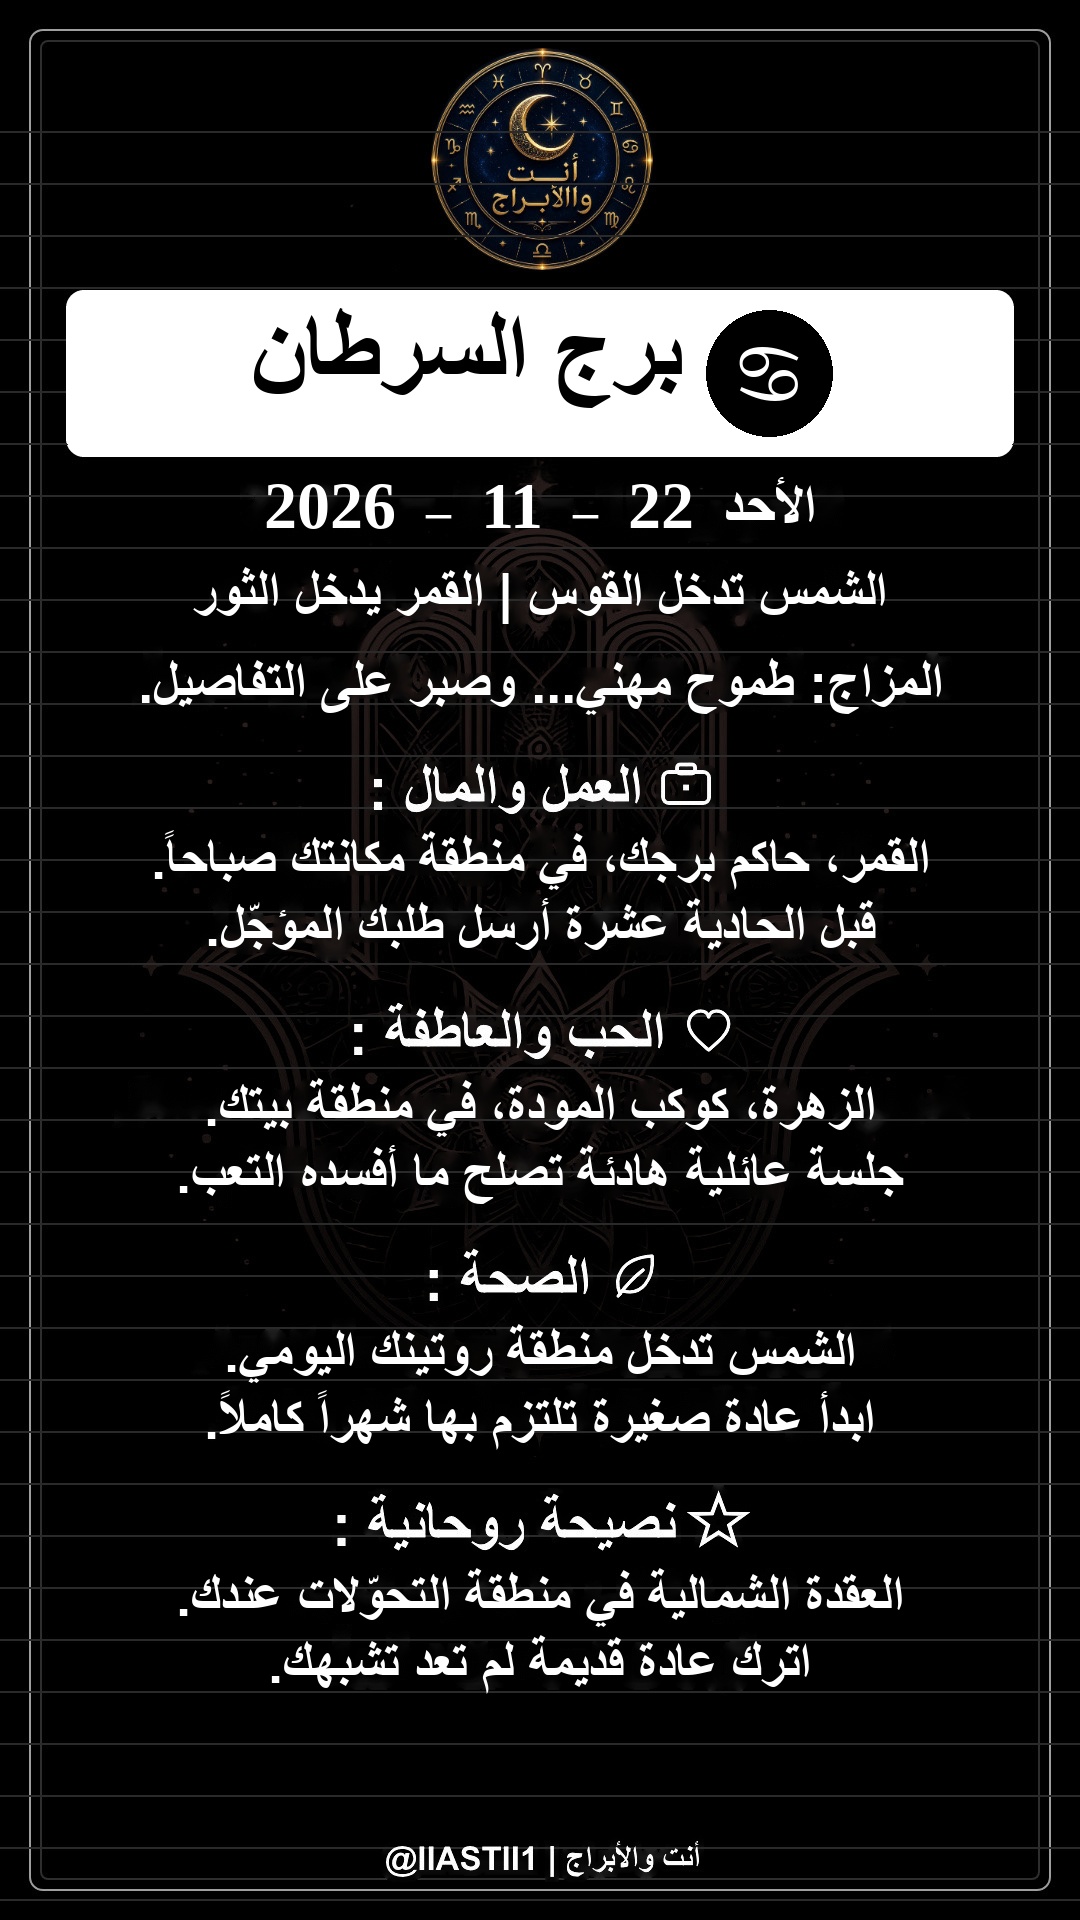 أنت
واالأبراج
برج السرطان
الأحد 22 – 11 – 2026
الشمس تدخل القوس | القمر يدخل الثور
المزاج: طموح مهني... وصبر على التفاصيل.
العمل والمال :
القمر، حاكم برجك، في منطقة مكانتك صباحاً.
قبل الحادية عشرة أرسل طلبك المؤجّل.
الحب والعاطفة :
الزهرة، كوكب المودة، في منطقة بيتك.
جلسة عائلية هادئة تصلح ما أفسده التعب.
الصحة :
الشمس تدخل منطقة روتينك اليومي.
ابدأ عادة صغيرة تلتزم بها شهراً كاملاً.
نصيحة روحانية :
العقدة الشمالية في منطقة التحوّلات عندك.
اترك عادة قديمة لم تعد تشبهك.
أنت والأبراج | @IIASTII1